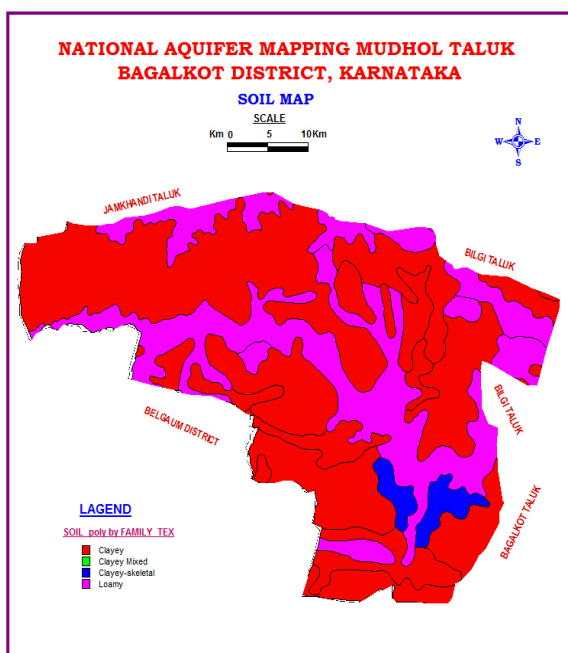 NATIONAL AQUIFER MAPPING MUDHOL TALUK
BAGALKOT DISTRICT, KARNATAKA
SOIL MAP
SCALE
Km 0 5 10Km
N
W E
S
JAMKHANDI TALUK
BILGI TALUK
BILGI TALUK
BELGAUM DISTRICT
BAGALKOT TALUK
LEGEND
SOIL_poly by FAMILY_TEX
Clayey
Clayey Mixed
Clayey-skeletal
Loamy